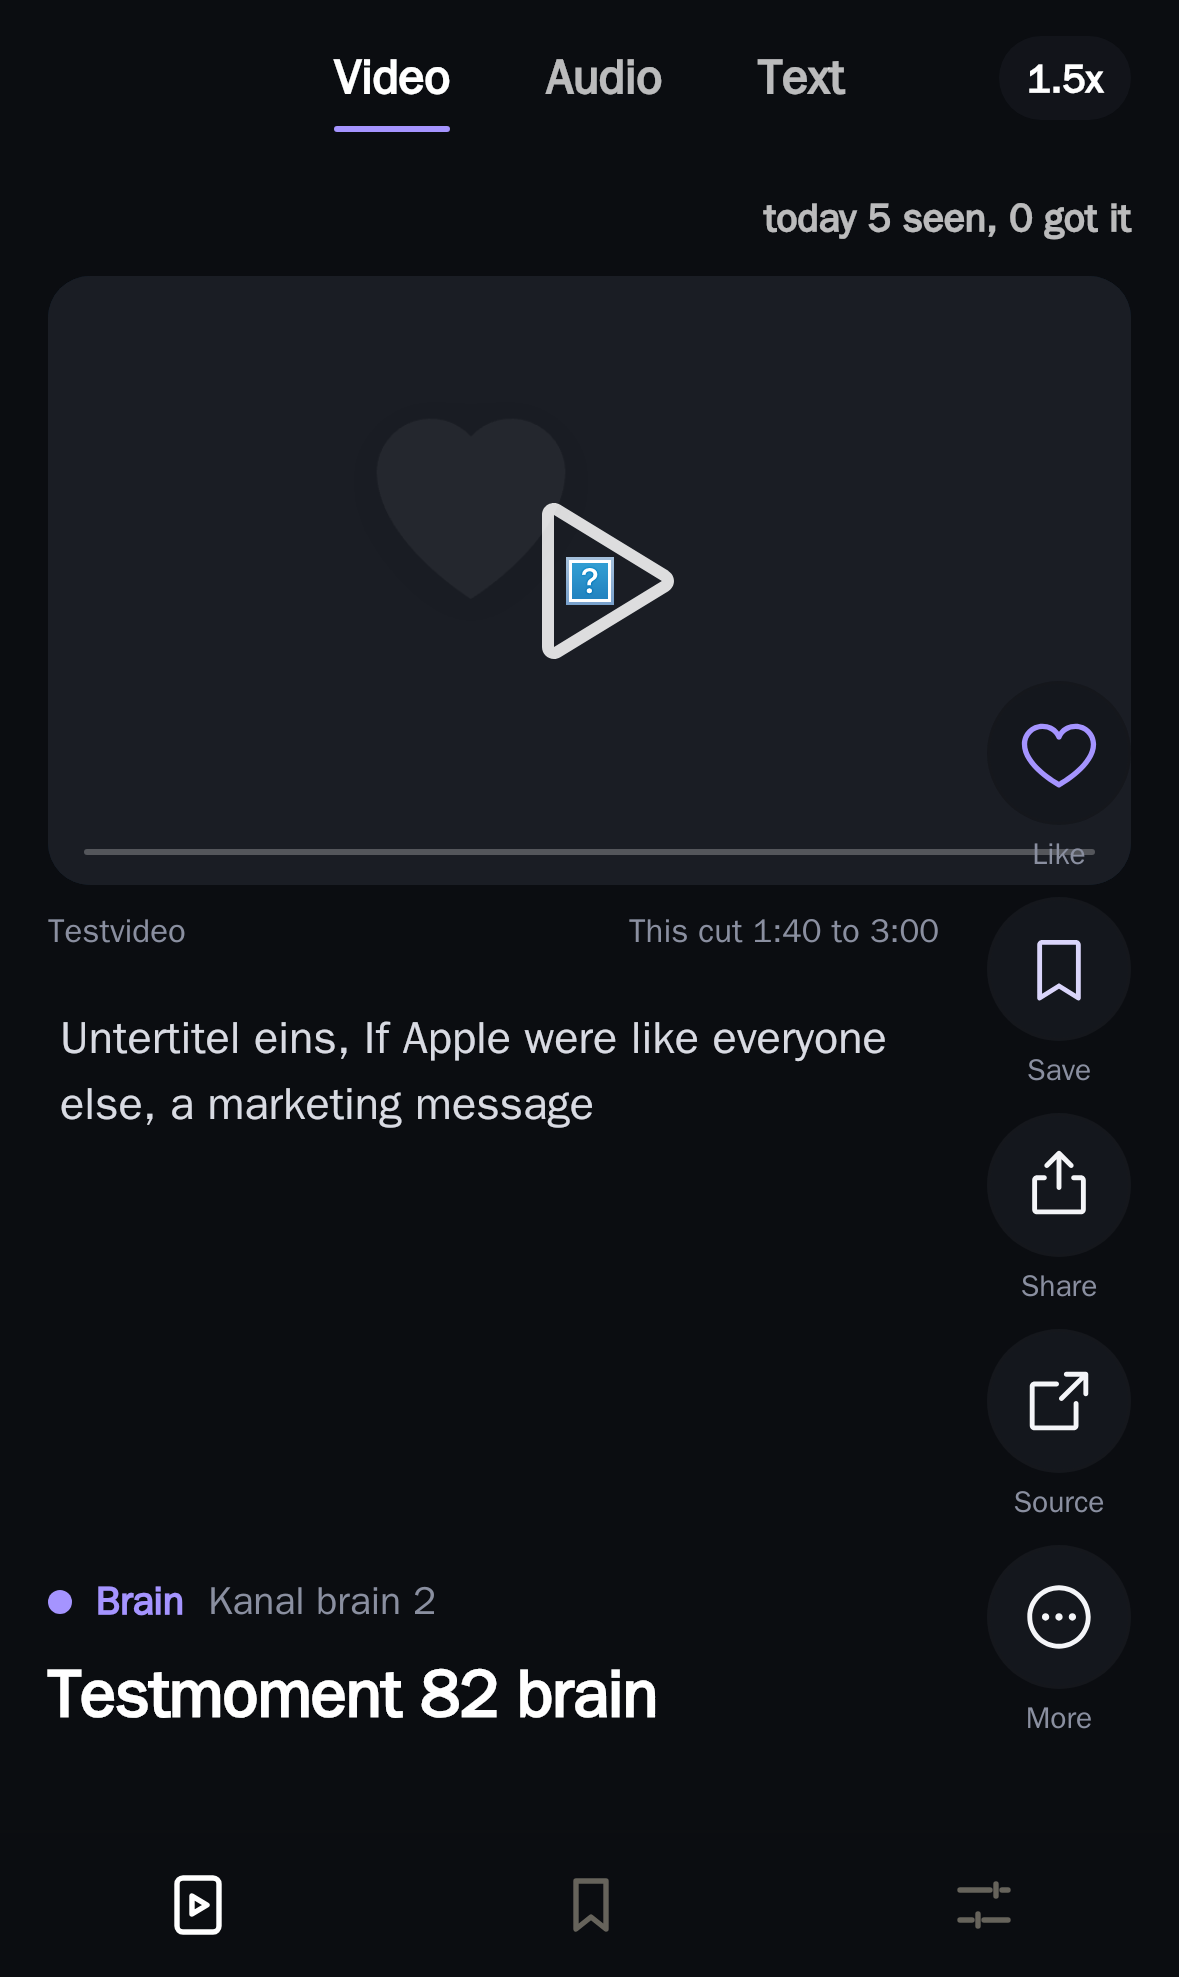 Video Audio Text 1.5x
today 5 seen, 0 got it
?
Like
Testvideo This cut 1:40 to 3:00
Untertitel eins, If Apple were like everyone
else, a marketing message
Save
Share
Source
Brain Kanal brain 2
Testmoment 82 brain
More